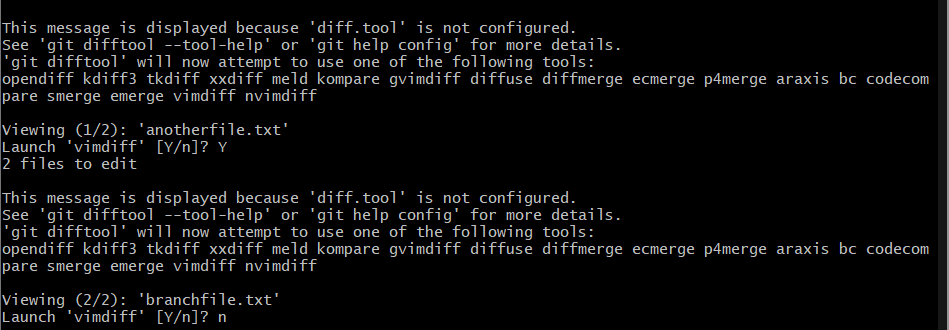 This message is displayed because 'diff.tool' is not configured.
See 'git difftool --tool-help' or 'git help config' for more details.
'git difftool' will now attempt to use one of the following tools:
opendiff kdiff3 tkdiff xxdiff meld kompare gvimdiff diffuse diffmerge ecmerge p4merge araxis bc codecom
pare smerge emerge vimdiff nvimdiff
Viewing (1/2): 'anotherfile.txt'
Launch 'vimdiff' [Y/n]? Y
2 files to edit
This message is displayed because 'diff.tool' is not configured.
See 'git difftool --tool-help' or 'git help config' for more details.
'git difftool' will now attempt to use one of the following tools:
opendiff kdiff3 tkdiff xxdiff meld kompare gvimdiff diffuse diffmerge ecmerge p4merge araxis bc codecom
pare smerge emerge vimdiff nvimdiff
Viewing (2/2): 'branchfile.txt'
Launch 'vimdiff' [Y/n]? n